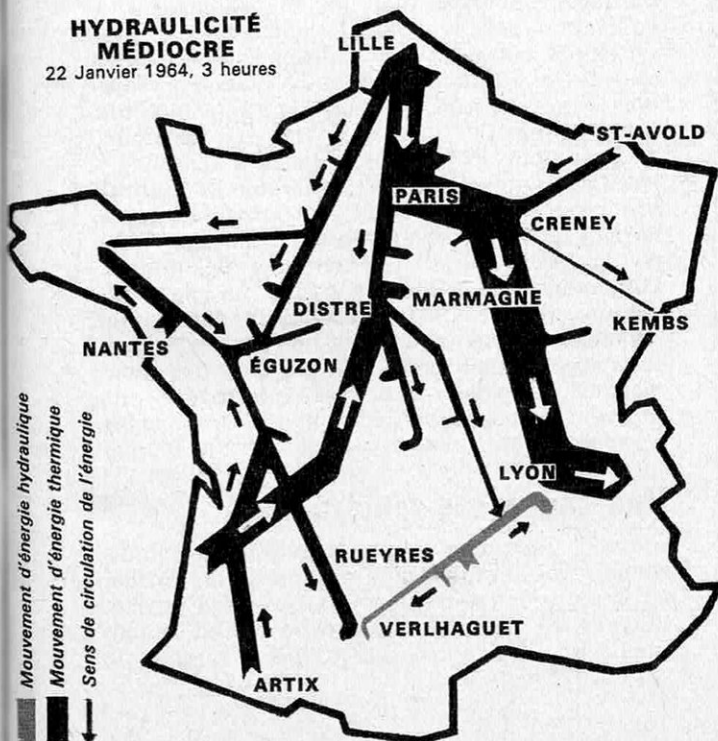 HYDRAULICITÉ
MÉDIOCRE
22 Janvier 1964, 3 heures
LILLE
ST-AVOLD
PARIS
CRENEY
DISTRE
MARMAGNE
KEMBS
NANTES
ÉGUZON
LYON
RUEYRES
VERLHAGUET
ARTIX
Mouvement d'énergie hydraulique
Mouvement d'énergie thermique
Sens de circulation de l'énergie